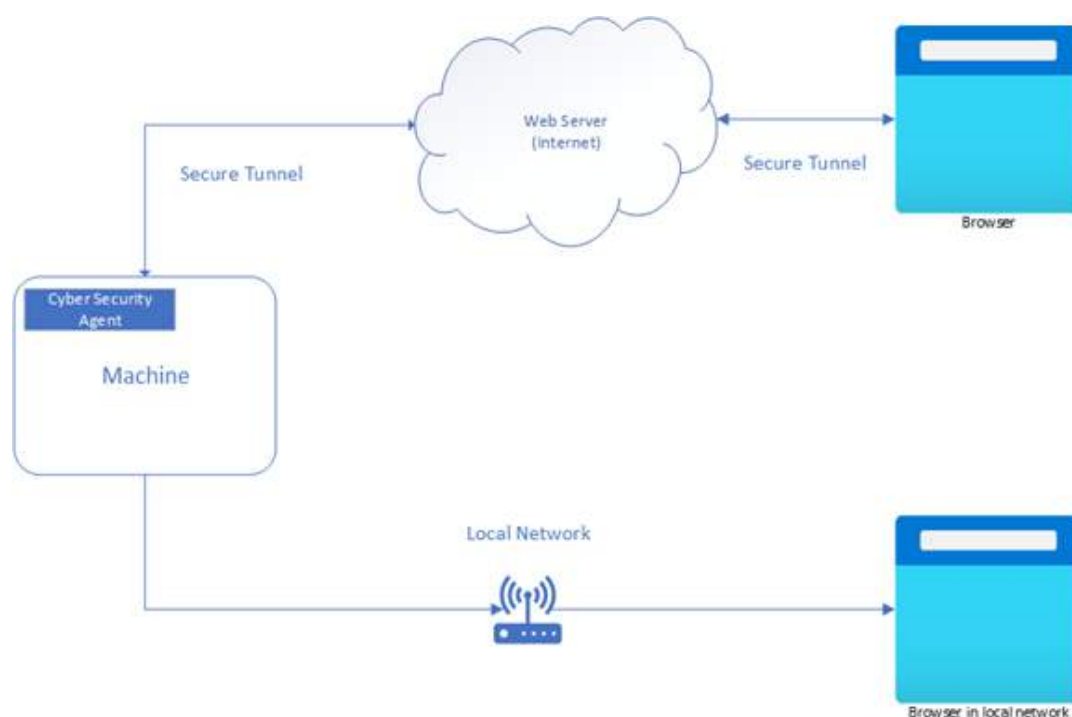 Web Server
(Internet)
Secure Tunnel
Secure Tunnel
Browser
Cyber Security
Agent
Machine
Local Network
Browser in local network